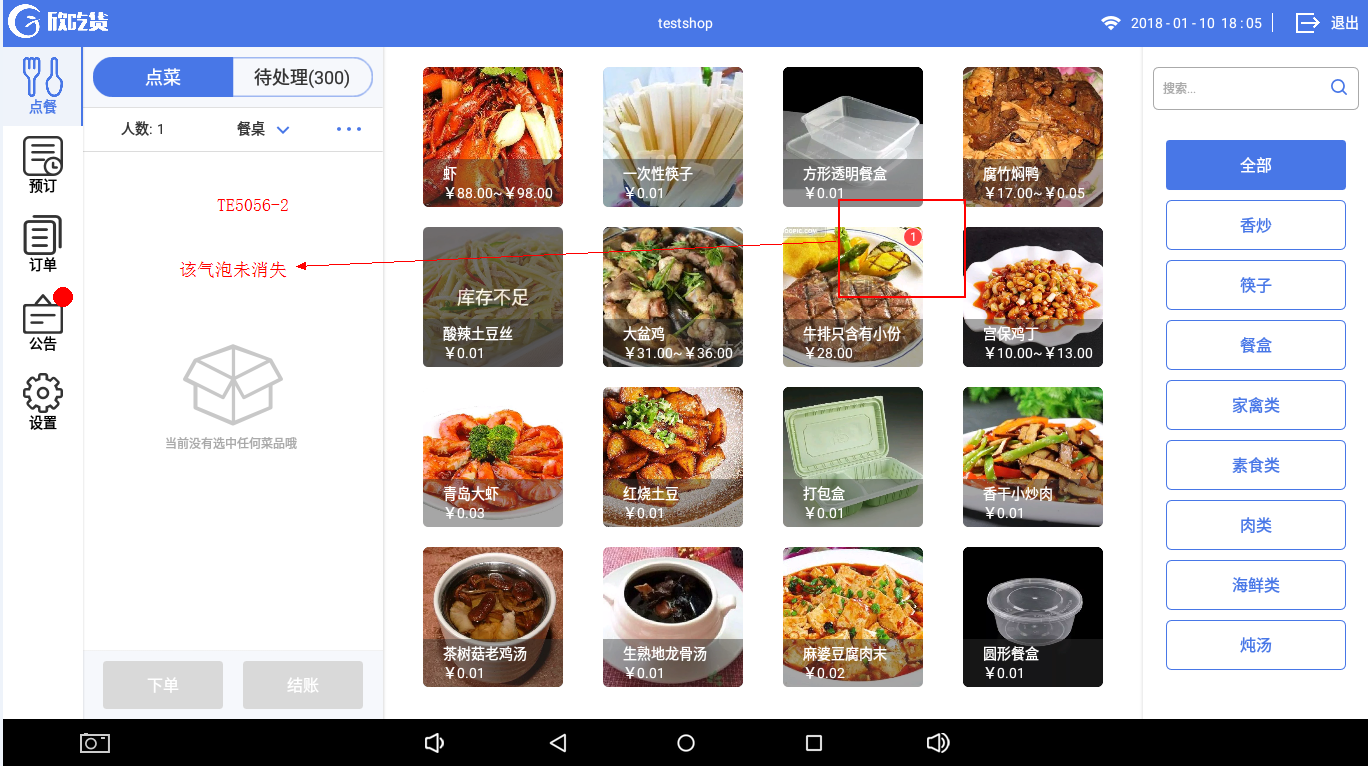 欣吃货
testshop
2018-01-10 18:05
退出
点餐
预订
订单
公告
设置
点菜
待处理(300)
人数: 1
餐桌
TE5056-2
该气泡未消失
当前没有选中任何菜品哦
下单
结账
虾
￥88.00~￥98.00
一次性筷子
￥0.01
方形透明餐盒
￥0.01
腐竹焖鸭
￥17.00~￥0.05
库存不足
酸辣土豆丝
￥0.01
大盆鸡
￥31.00~￥36.00
1
牛排只含有小份
￥28.00
宫保鸡丁
￥10.00~￥13.00
青岛大虾
￥0.03
红烧土豆
￥0.01
打包盒
￥0.01
香干小炒肉
￥0.01
茶树菇老鸡汤
￥0.01
生熟地龙骨汤
￥0.01
麻婆豆腐肉末
￥0.02
圆形餐盒
￥0.01
搜索...
全部
香炒
筷子
餐盒
家禽类
素食类
肉类
海鲜类
炖汤